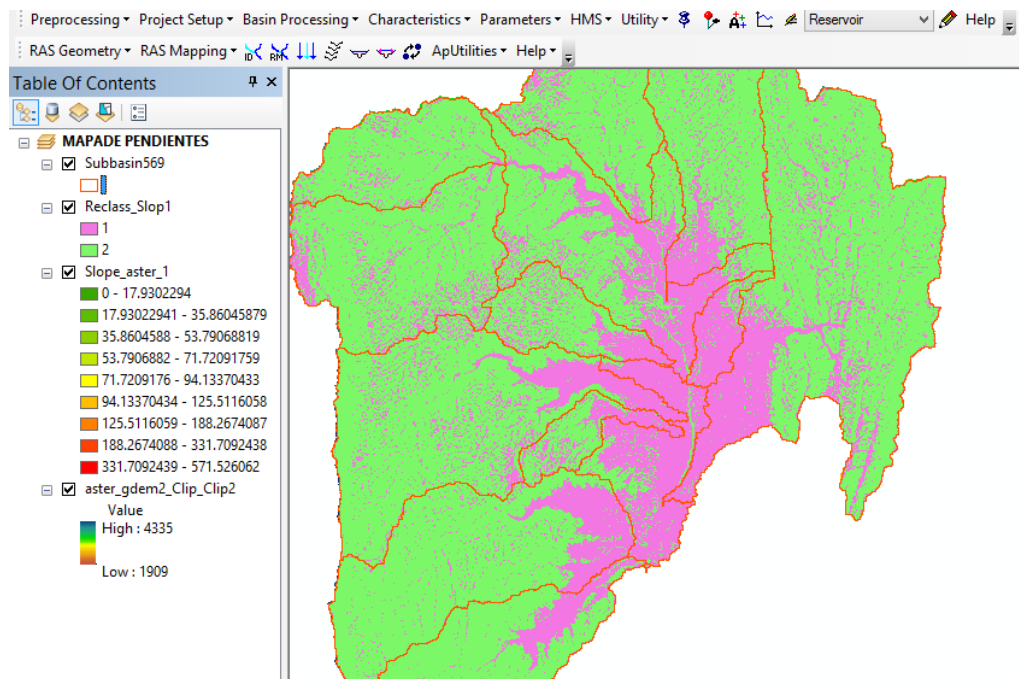 Preprocessing Project Setup Basin Processing Characteristics Parameters HMS Utility Reservoir Help
RAS Geometry RAS Mapping ID RM ApUtilities Help
Table Of Contents
MAPADE PENDIENTES
Subbasin569
Reclass_Slop1
1
2
Slope_aster_1
0 - 17.9302294
17.93022941 - 35.86045879
35.8604588 - 53.79068819
53.7906882 - 71.72091759
71.7209176 - 94.13370433
94.13370434 - 125.5116058
125.5116059 - 188.2674087
188.2674088 - 331.7092438
331.7092439 - 571.526062
aster_gdem2_Clip_Clip2
Value
High : 4335
Low : 1909